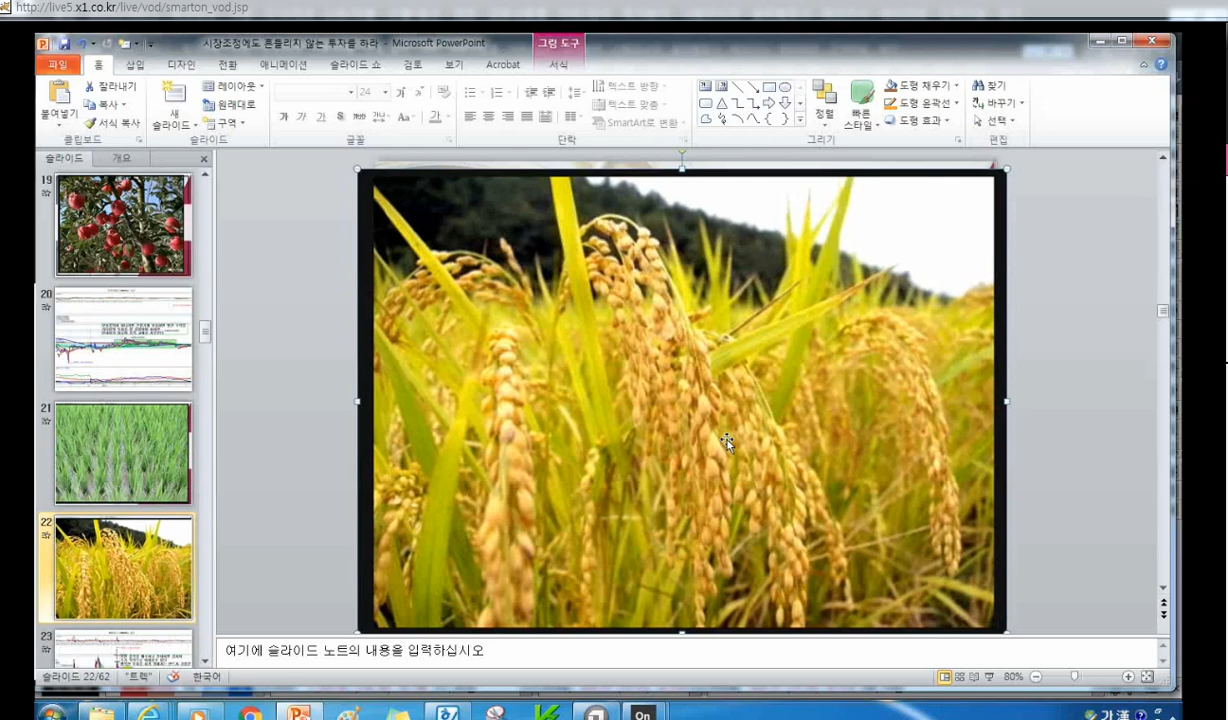 http://live5.x1.co.kr/live/vod/smarton_vod.jsp
시장조정에도 흔들리지 않는 투자를 하라 - Microsoft PowerPoint
그림 도구
파일 홈 삽입 디자인 전환 애니메이션 슬라이드 쇼 검토 보기 Acrobat 서식
붙여넣기
잘라내기
복사
서식 복사
클립보드
새
슬라이드
레이아웃
원래대로
구역
슬라이드
24
글꼴
텍스트 방향
텍스트 맞춤
SmartArt로 변환
단락
정렬
빠른
스타일
도형 채우기
도형 윤곽선
도형 효과
그리기
찾기
바꾸기
선택
편집
슬라이드 개요
19
20
21
22
23
여기에 슬라이드 노트의 내용을 입력하십시오
슬라이드 22/62 "트렉" 한국어 80%
On
가 漢